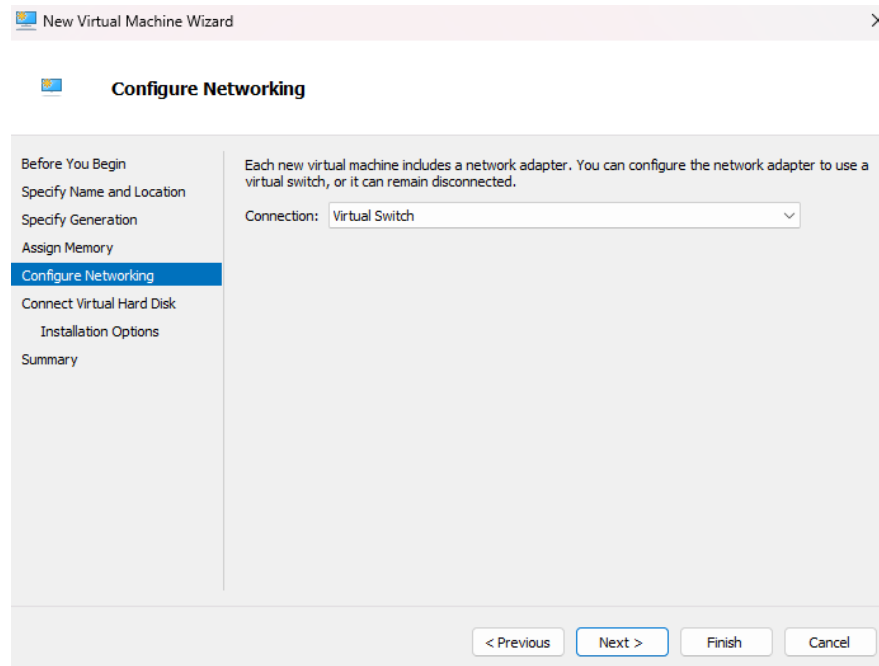 New Virtual Machine Wizard
Configure Networking
Before You Begin
Specify Name and Location
Specify Generation
Assign Memory
Configure Networking
Connect Virtual Hard Disk
Installation Options
Summary
Each new virtual machine includes a network adapter. You can configure the network adapter to use a
virtual switch, or it can remain disconnected.
Connection: Virtual Switch
< Previous Next > Finish Cancel